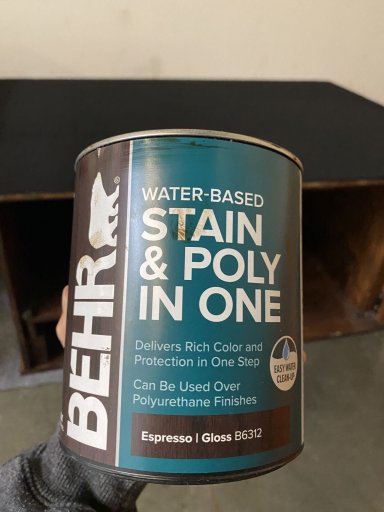 BEHR®
WATER-BASED
STAIN
& POLY
IN ONE
Delivers Rich Color and
Protection in One Step
EASY WATER
CLEAN-UP
Can Be Used Over
Polyurethane Finishes
Espresso | Gloss B6312